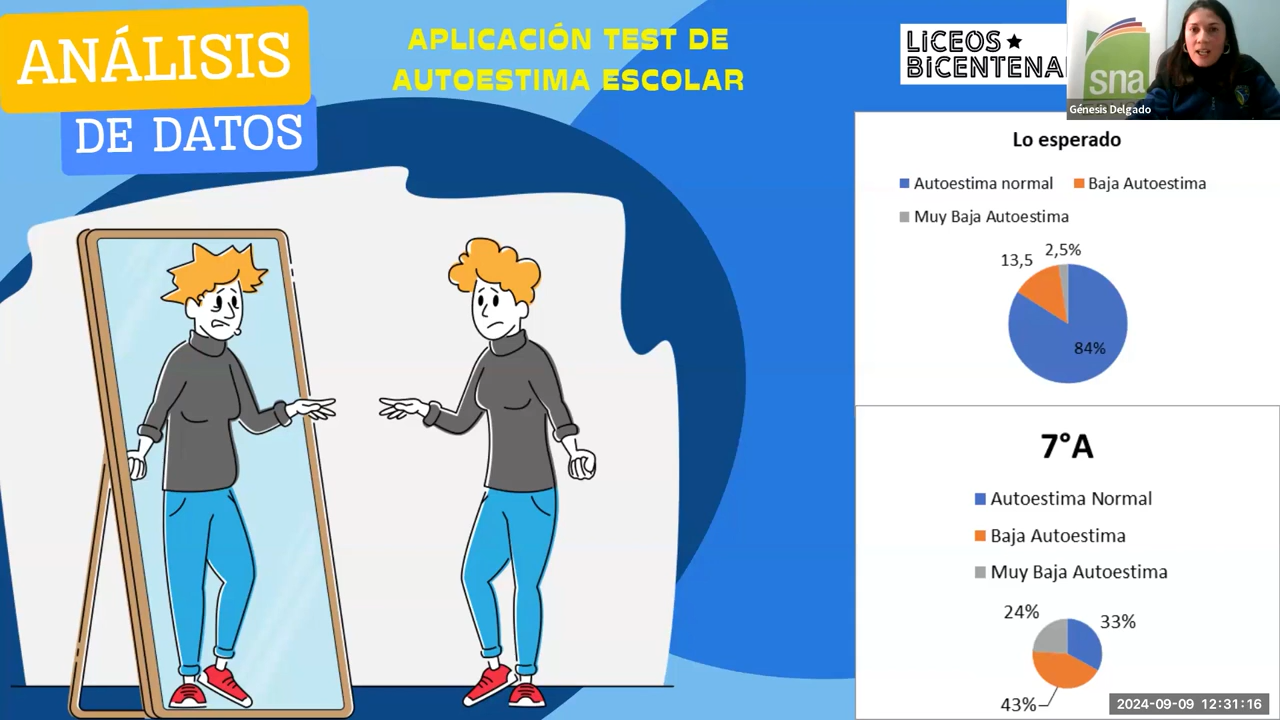 ANÁLISIS
DE DATOS
APLICACIÓN TEST DE
AUTOESTIMA ESCOLAR
LiCEOS
BiCENTENA
sna
Génesis Delgado
Lo esperado
Autoestima normal
Baja Autoestima
Muy Baja Autoestima
2,5%
13,5
84%
7°A
Autoestima Normal
Baja Autoestima
Muy Baja Autoestima
24%
33%
43%
2024-09-09 12:31:16